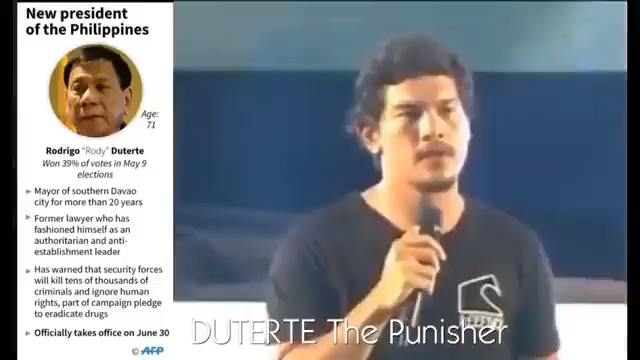 New president
of the Philippines
Age:
71
Rodrigo "Rody" Duterte
Won 39% of votes in May 9
elections
Mayor of southern Davao
city for more than 20 years
Former lawyer who has
fashioned himself as an
authoritarian and anti-
establishment leader
Has warned that security forces
will kill tens of thousands of
criminals and ignore human
rights, part of campaign pledge
to eradicate drugs
Officially takes office on June 30
© AFP
DUTERTE The Punisher